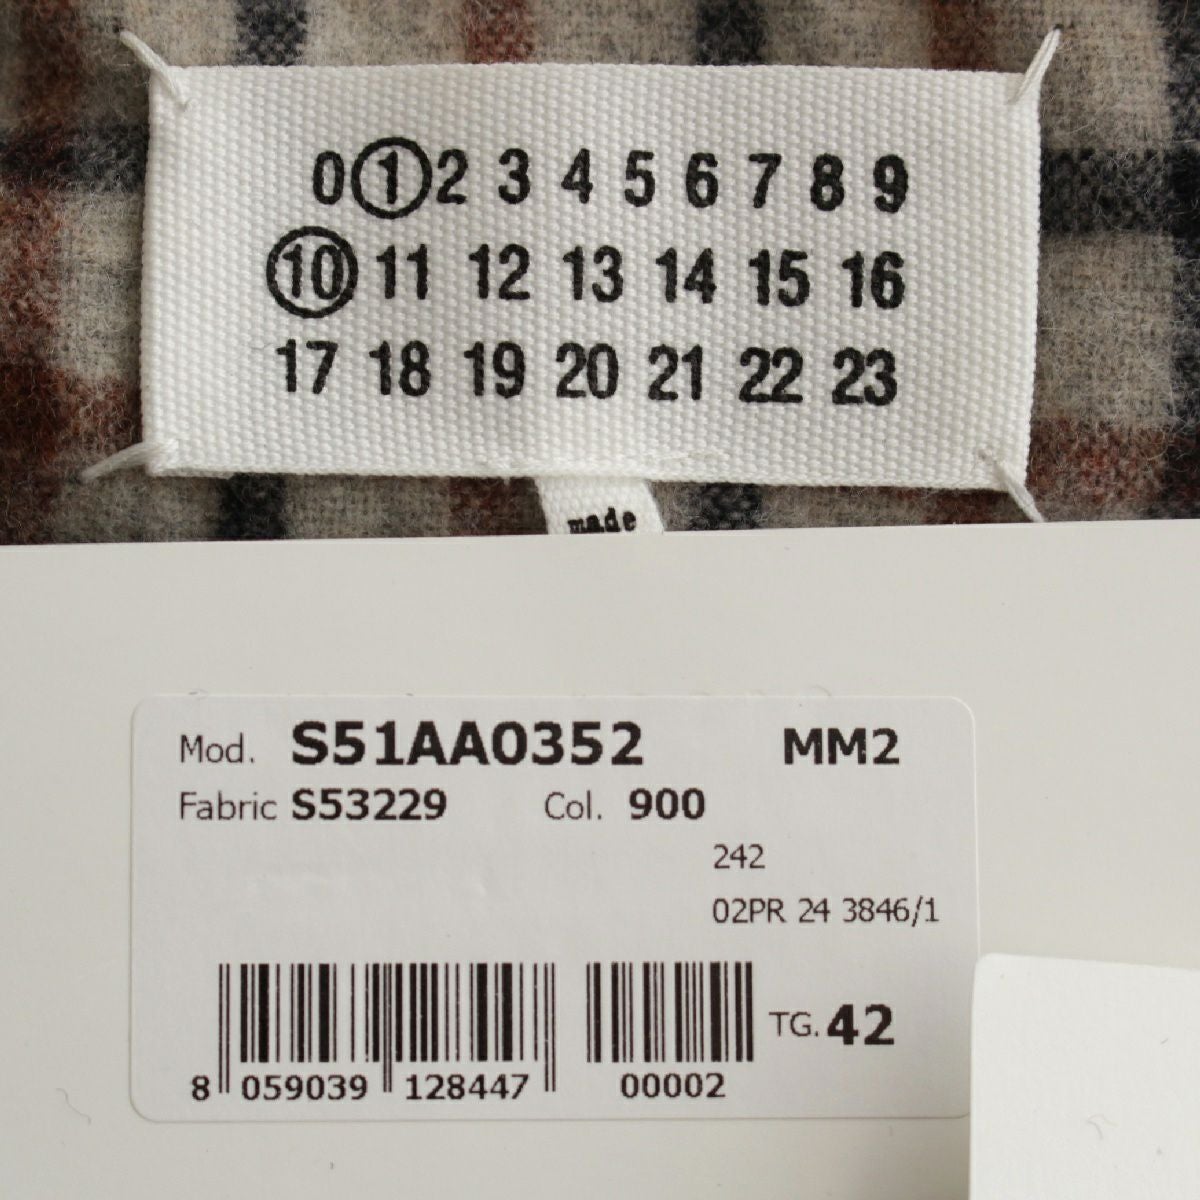 0 1 2 3 4 5 6 7 8 9
10 11 12 13 14 15 16
17 18 19 20 21 22 23
made
Mod. S51AA0352 MM2
Fabric S53229 Col. 900
242
02PR 24 3846/1
TG. 42
8 059039 128447 00002